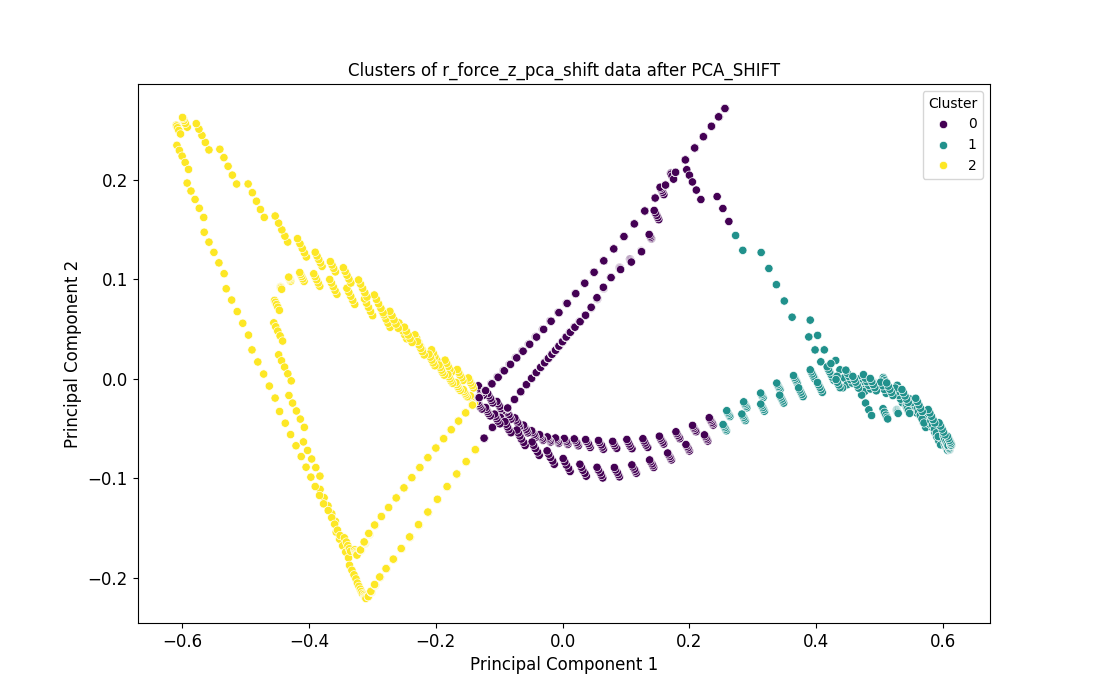 Clusters of r_force_z_pca_shift data after PCA_SHIFT
Cluster
0
1
2
Principal Component 2
0.2
0.1
0.0
−0.1
−0.2
−0.6 −0.4 −0.2 0.0 0.2 0.4 0.6
Principal Component 1